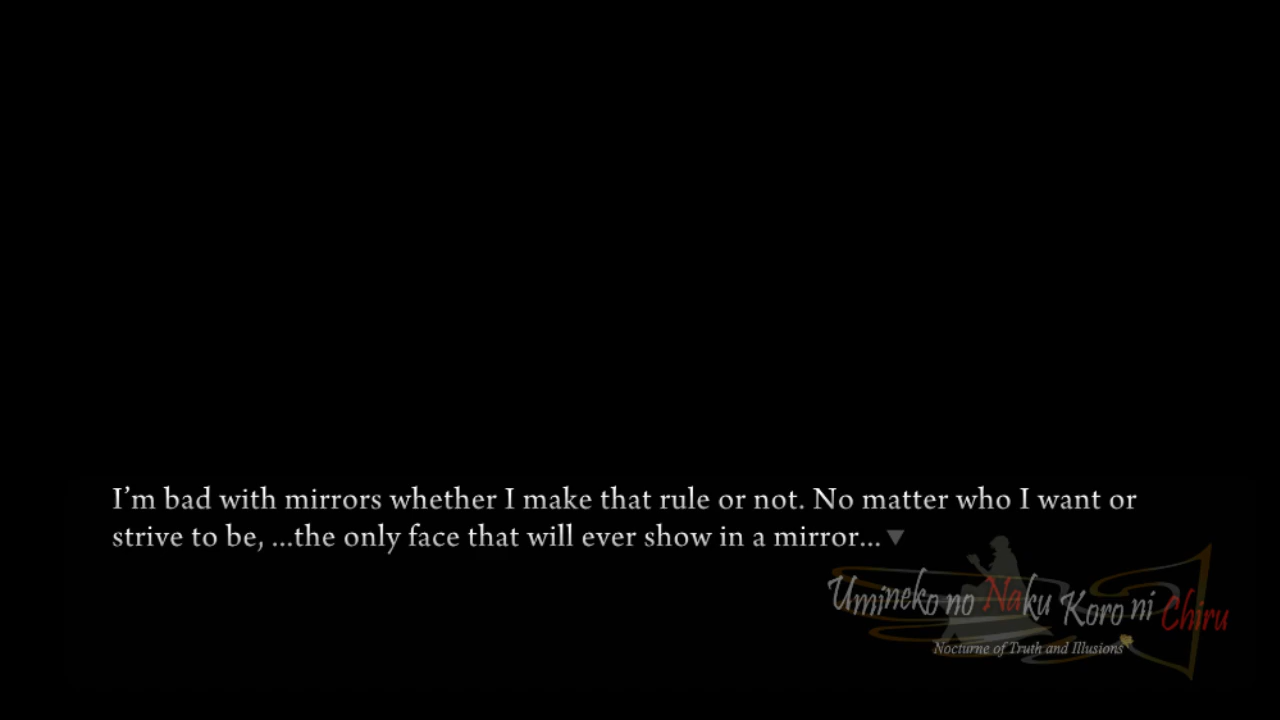 I'm bad with mirrors whether I make that rule or not. No matter who I want or
strive to be, ...the only face that will ever show in a mirror...
Umineko no Naku Koro ni Chiru
Nocturne of Truth and Illusions